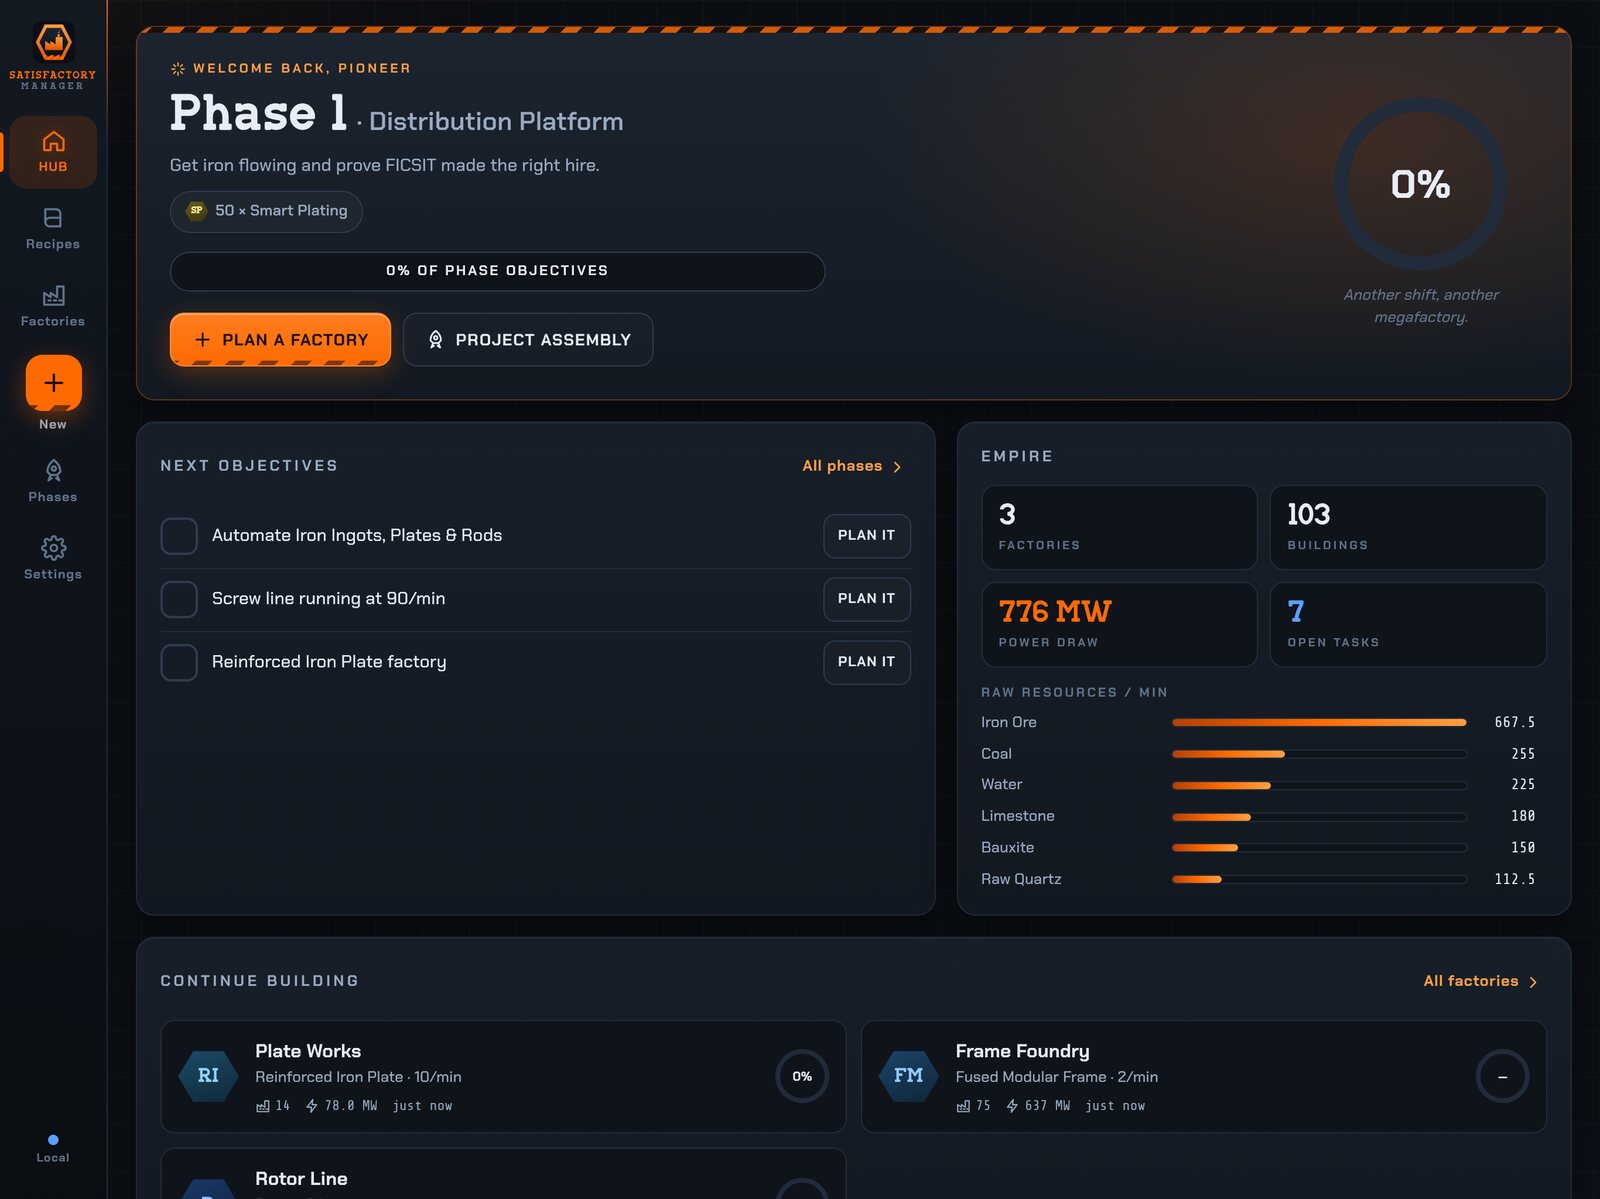 SATISFACTORY
MANAGER
HUB
Recipes
Factories
New
Phases
Settings
Local
WELCOME BACK, PIONEER
Phase 1 · Distribution Platform
Get iron flowing and prove FICSIT made the right hire.
SP 50 × Smart Plating
0% OF PHASE OBJECTIVES
PLAN A FACTORY
PROJECT ASSEMBLY
0%
Another shift, another
megafactory.
NEXT OBJECTIVES
All phases
Automate Iron Ingots, Plates & Rods
PLAN IT
Screw line running at 90/min
PLAN IT
Reinforced Iron Plate factory
PLAN IT
EMPIRE
3
FACTORIES
103
BUILDINGS
776 MW
POWER DRAW
7
OPEN TASKS
RAW RESOURCES / MIN
Iron Ore 667.5
Coal 255
Water 225
Limestone 180
Bauxite 150
Raw Quartz 112.5
CONTINUE BUILDING
All factories
RI
Plate Works
Reinforced Iron Plate · 10/min
14 78.0 MW just now
0%
FM
Frame Foundry
Fused Modular Frame · 2/min
75 637 MW just now
–
Rotor Line